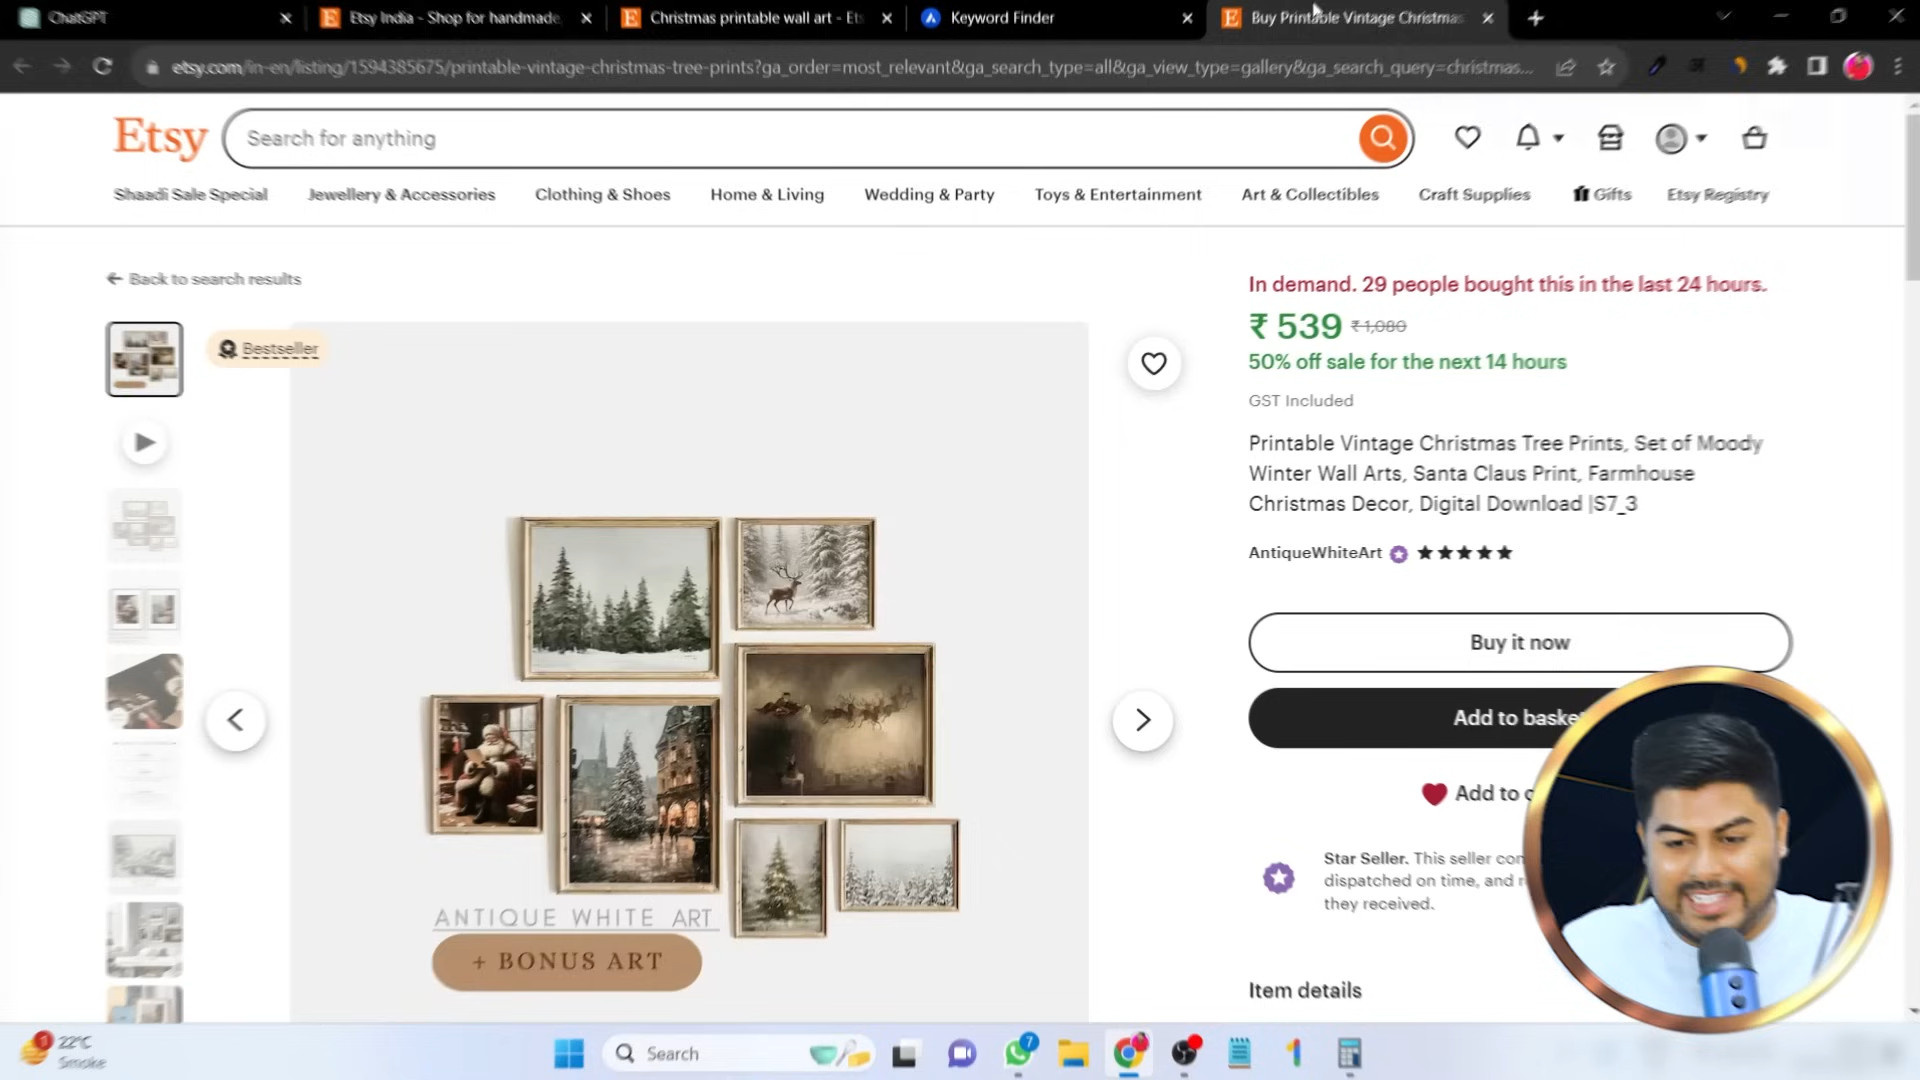 ChatGPT
Etsy India - Shop for handmade
Christmas printable wall art - Ets
Keyword Finder
Buy Printable Vintage Christmas
etsy.com/in-en/listing/1594385675/printable-vintage-christmas-tree-prints?ga_order=most_relevant&ga_search_type=all&ga_view_type=gallery&ga_search_query=christmas...
Etsy
Search for anything
Shaadi Sale Special
Jewellery & Accessories
Clothing & Shoes
Home & Living
Wedding & Party
Toys & Entertainment
Art & Collectibles
Craft Supplies
Gifts
Etsy Registry
Back to search results
Bestseller
In demand. 29 people bought this in the last 24 hours.
₹ 539 ₹ 1,080
50% off sale for the next 14 hours
GST Included
Printable Vintage Christmas Tree Prints, Set of Moody
Winter Wall Arts, Santa Claus Print, Farmhouse
Christmas Decor, Digital Download |S7_3
AntiqueWhiteArt
Buy it now
Add to baske
Add to c
Star Seller. This seller con
dispatched on time, and r
they received.
Item details
ANTIQUE WHITE ART
+ BONUS ART
22°C
Smoke
Search
7